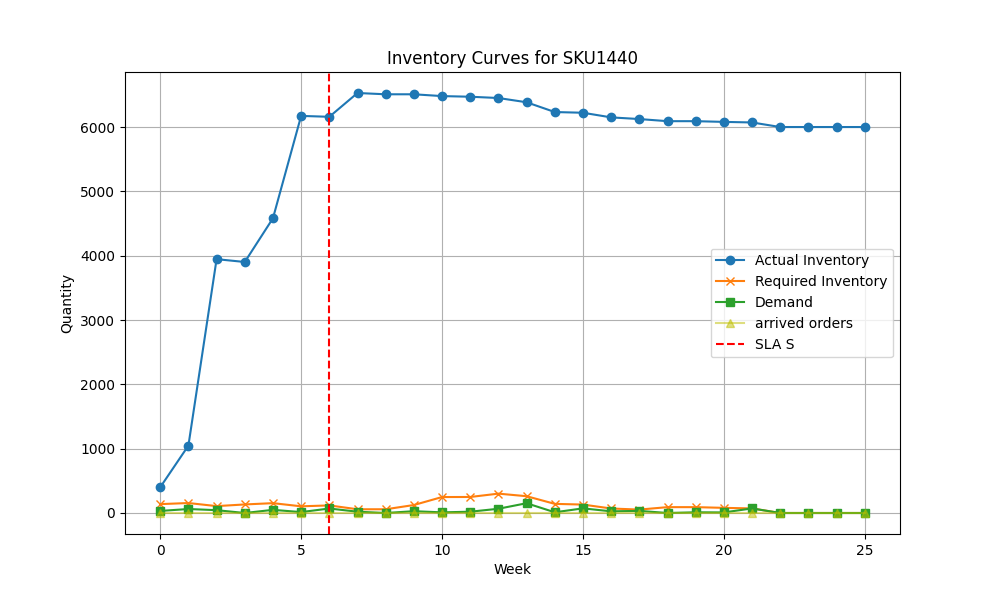 Inventory Curves for SKU1440
Quantity
6000
5000
4000
3000
2000
1000
0
Actual Inventory
Required Inventory
Demand
arrived orders
SLA S
0 5 10 15 20 25
Week